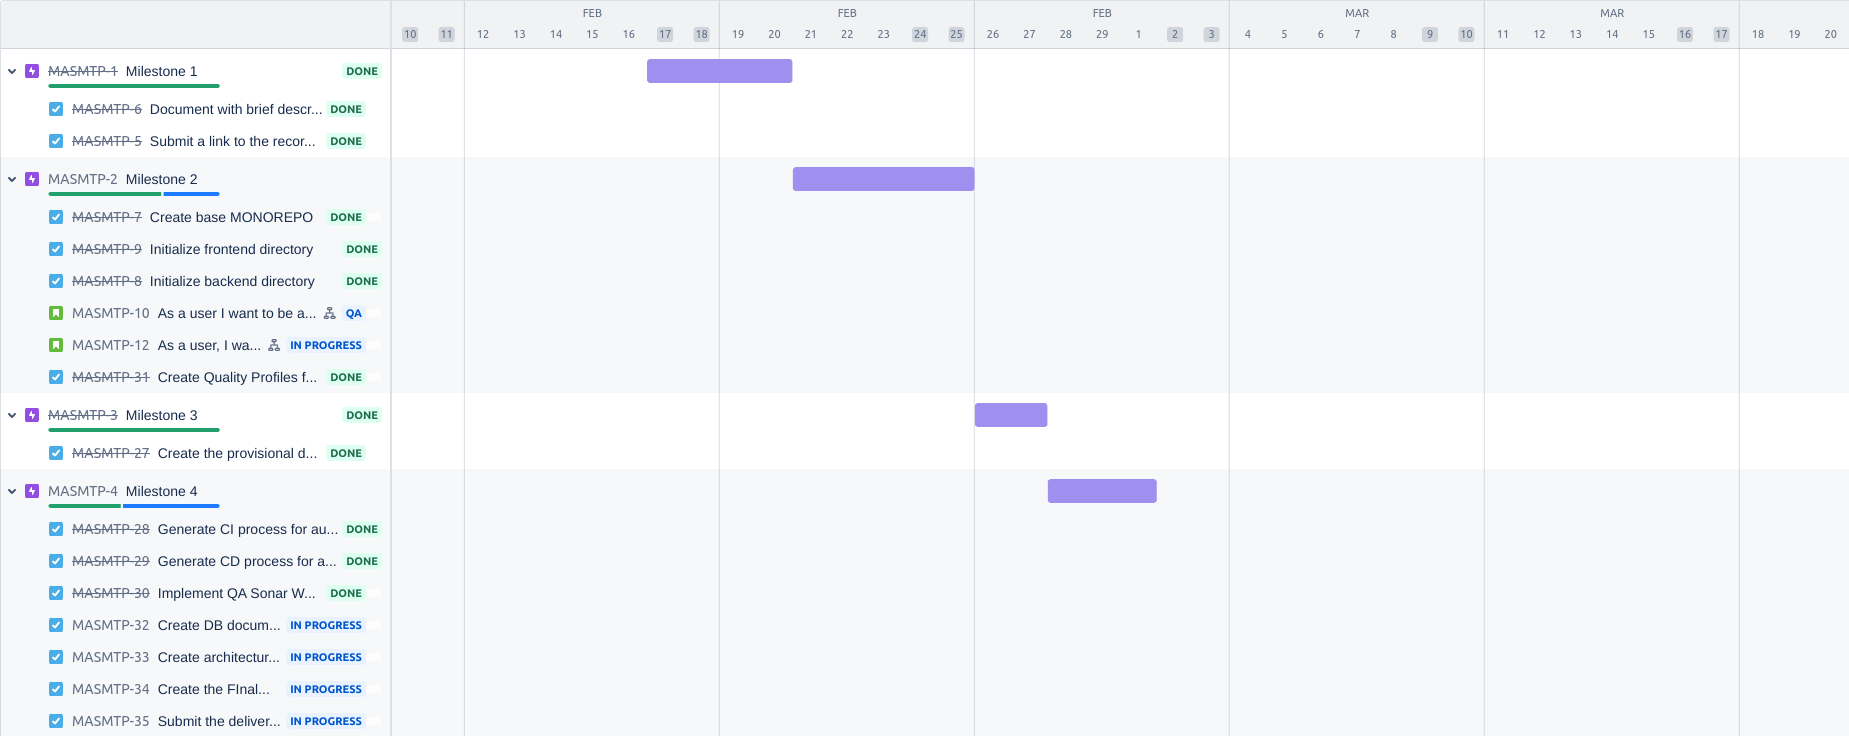 FEB FEB FEB MAR MAR
10 11 12 13 14 15 16 17 18 19 20 21 22 23 24 25 26 27 28 29 1 2 3 4 5 6 7 8 9 10 11 12 13 14 15 16 17 18 19 20
MASMTP-1 Milestone 1 DONE
MASMTP-6 Document with brief descr... DONE
MASMTP-5 Submit a link to the recor... DONE
MASMTP-2 Milestone 2
MASMTP-7 Create base MONOREPO DONE
MASMTP-9 Initialize frontend directory DONE
MASMTP-8 Initialize backend directory DONE
MASMTP-10 As a user I want to be a... QA
MASMTP-12 As a user, I wa... IN PROGRESS
MASMTP-31 Create Quality Profiles f... DONE
MASMTP-3 Milestone 3 DONE
MASMTP-27 Create the provisional d... DONE
MASMTP-4 Milestone 4
MASMTP-28 Generate CI process for au... DONE
MASMTP-29 Generate CD process for a... DONE
MASMTP-30 Implement QA Sonar W... DONE
MASMTP-32 Create DB docum... IN PROGRESS
MASMTP-33 Create architectur... IN PROGRESS
MASMTP-34 Create the FInal... IN PROGRESS
MASMTP-35 Submit the deliver... IN PROGRESS